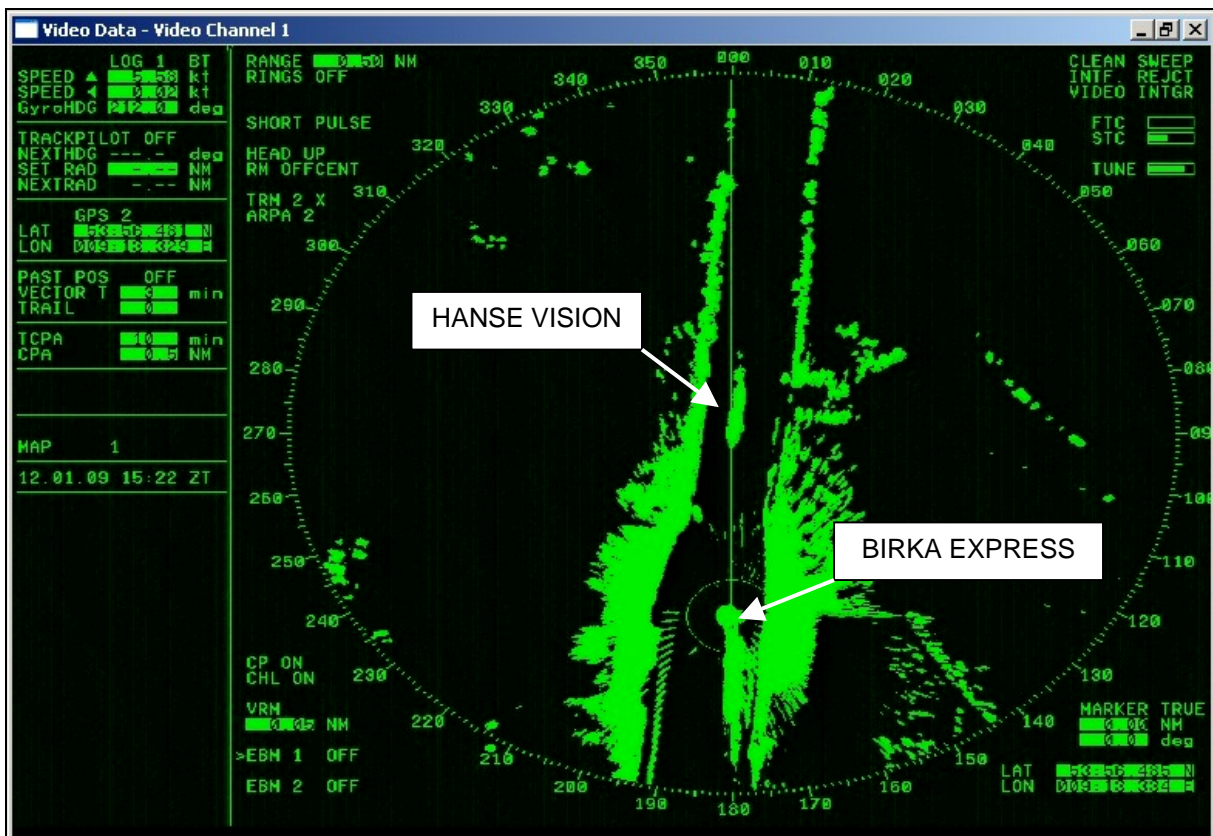 Video Data - Video Channel 1
LOG 1 BT
SPEED ▲ 5.58 kt
SPEED ◄ 0.02 kt
GyroHDG 212.0 deg
TRACKPILOT OFF
NEXTHDG ---.- deg
SET RAD -.-- NM
NEXTRAD -.-- NM
GPS 2
LAT 53:56.481 N
LON 009:18.329 E
PAST POS OFF
VECTOR T 3 min
TRAIL 0
TCPA 10 min
CPA 0.5 NM
MAP 1
12.01.09 15:22 ZT
RANGE 0.50 NM
RINGS OFF
SHORT PULSE
HEAD UP
RM OFFCENT
TRM 2 X
ARPA 2
CLEAN SWEEP
INTF. REJCT
VIDEO INTGR
FTC
STC
TUNE
350
000
010
340
020
330
030
320
040
310
050
300
060
290
070
280
080
270
09
260
100
250
110
240
120
230
130
220
140
210
150
200
160
190
180
170
HANSE VISION
BIRKA EXPRESS
CP ON
CHL ON
VRM
0.05 NM
>EBM 1 OFF
EBM 2 OFF
MARKER TRUE
0.00 NM
0.0 deg
LAT 53:56.485 N
LON 009:18.334 E